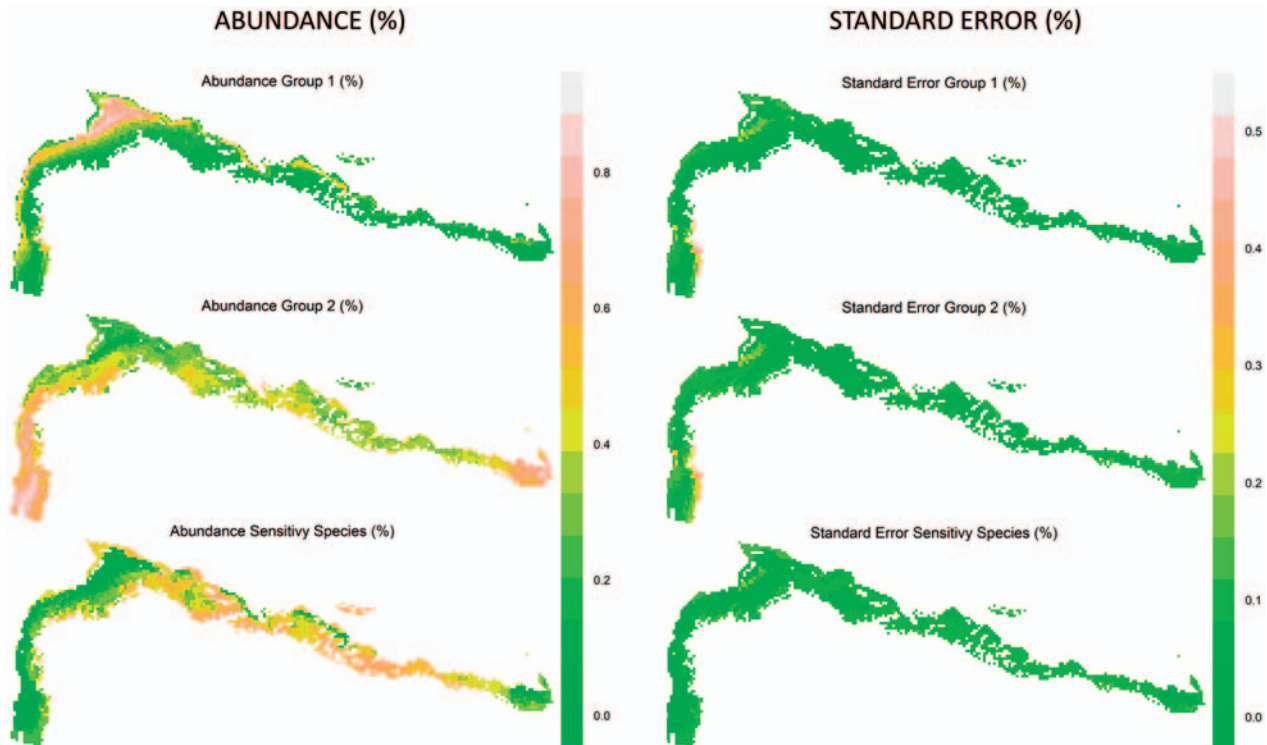 ABUNDANCE (%)
STANDARD ERROR (%)
Abundance Group 1 (%)
Standard Error Group 1 (%)
0.8
0.5
0.4
Abundance Group 2 (%)
Standard Error Group 2 (%)
0.6
0.3
0.4
0.2
Abundance Sensitivy Species (%)
Standard Error Sensitivy Species (%)
0.2
0.1
0.0
0.0